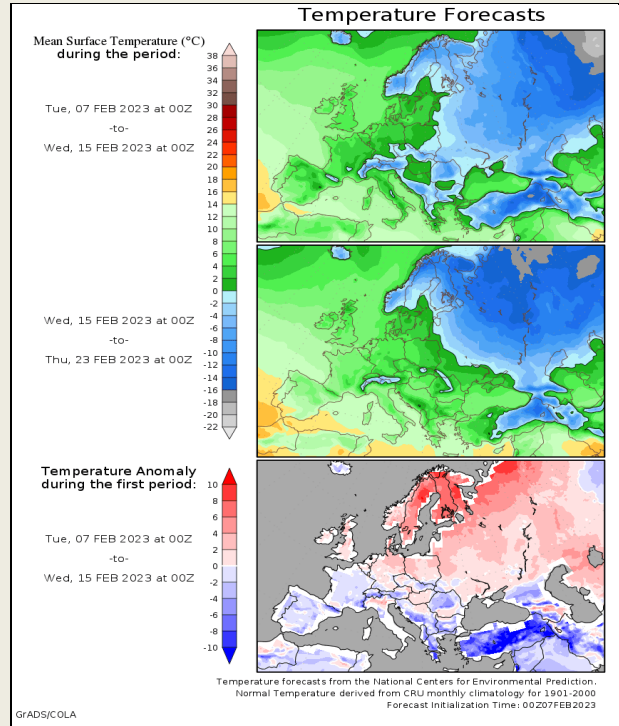 Temperature Forecasts
Mean Surface Temperature (°C)
during the period:
Tue, 07 FEB 2023 at 00Z
-to-
Wed, 15 FEB 2023 at 00Z
38
36
34
32
30
28
26
24
22
20
18
16
14
12
10
8
6
4
2
0
-2
-4
-6
-8
-10
-12
-14
-16
-18
-20
-22
Wed, 15 FEB 2023 at 00Z
-to-
Thu, 23 FEB 2023 at 00Z
Temperature Anomaly
during the first period:
Tue, 07 FEB 2023 at 00Z
-to-
Wed, 15 FEB 2023 at 00Z
10
8
6
4
2
0
-2
-4
-6
-8
-10
Temperature forecasts from the National Centers for Environmental Prediction.
Normal Temperature derived from CRU monthly climatology for 1901-2000
Forecast Initialization Time: 00Z07FEB2023
GrADS/COLA